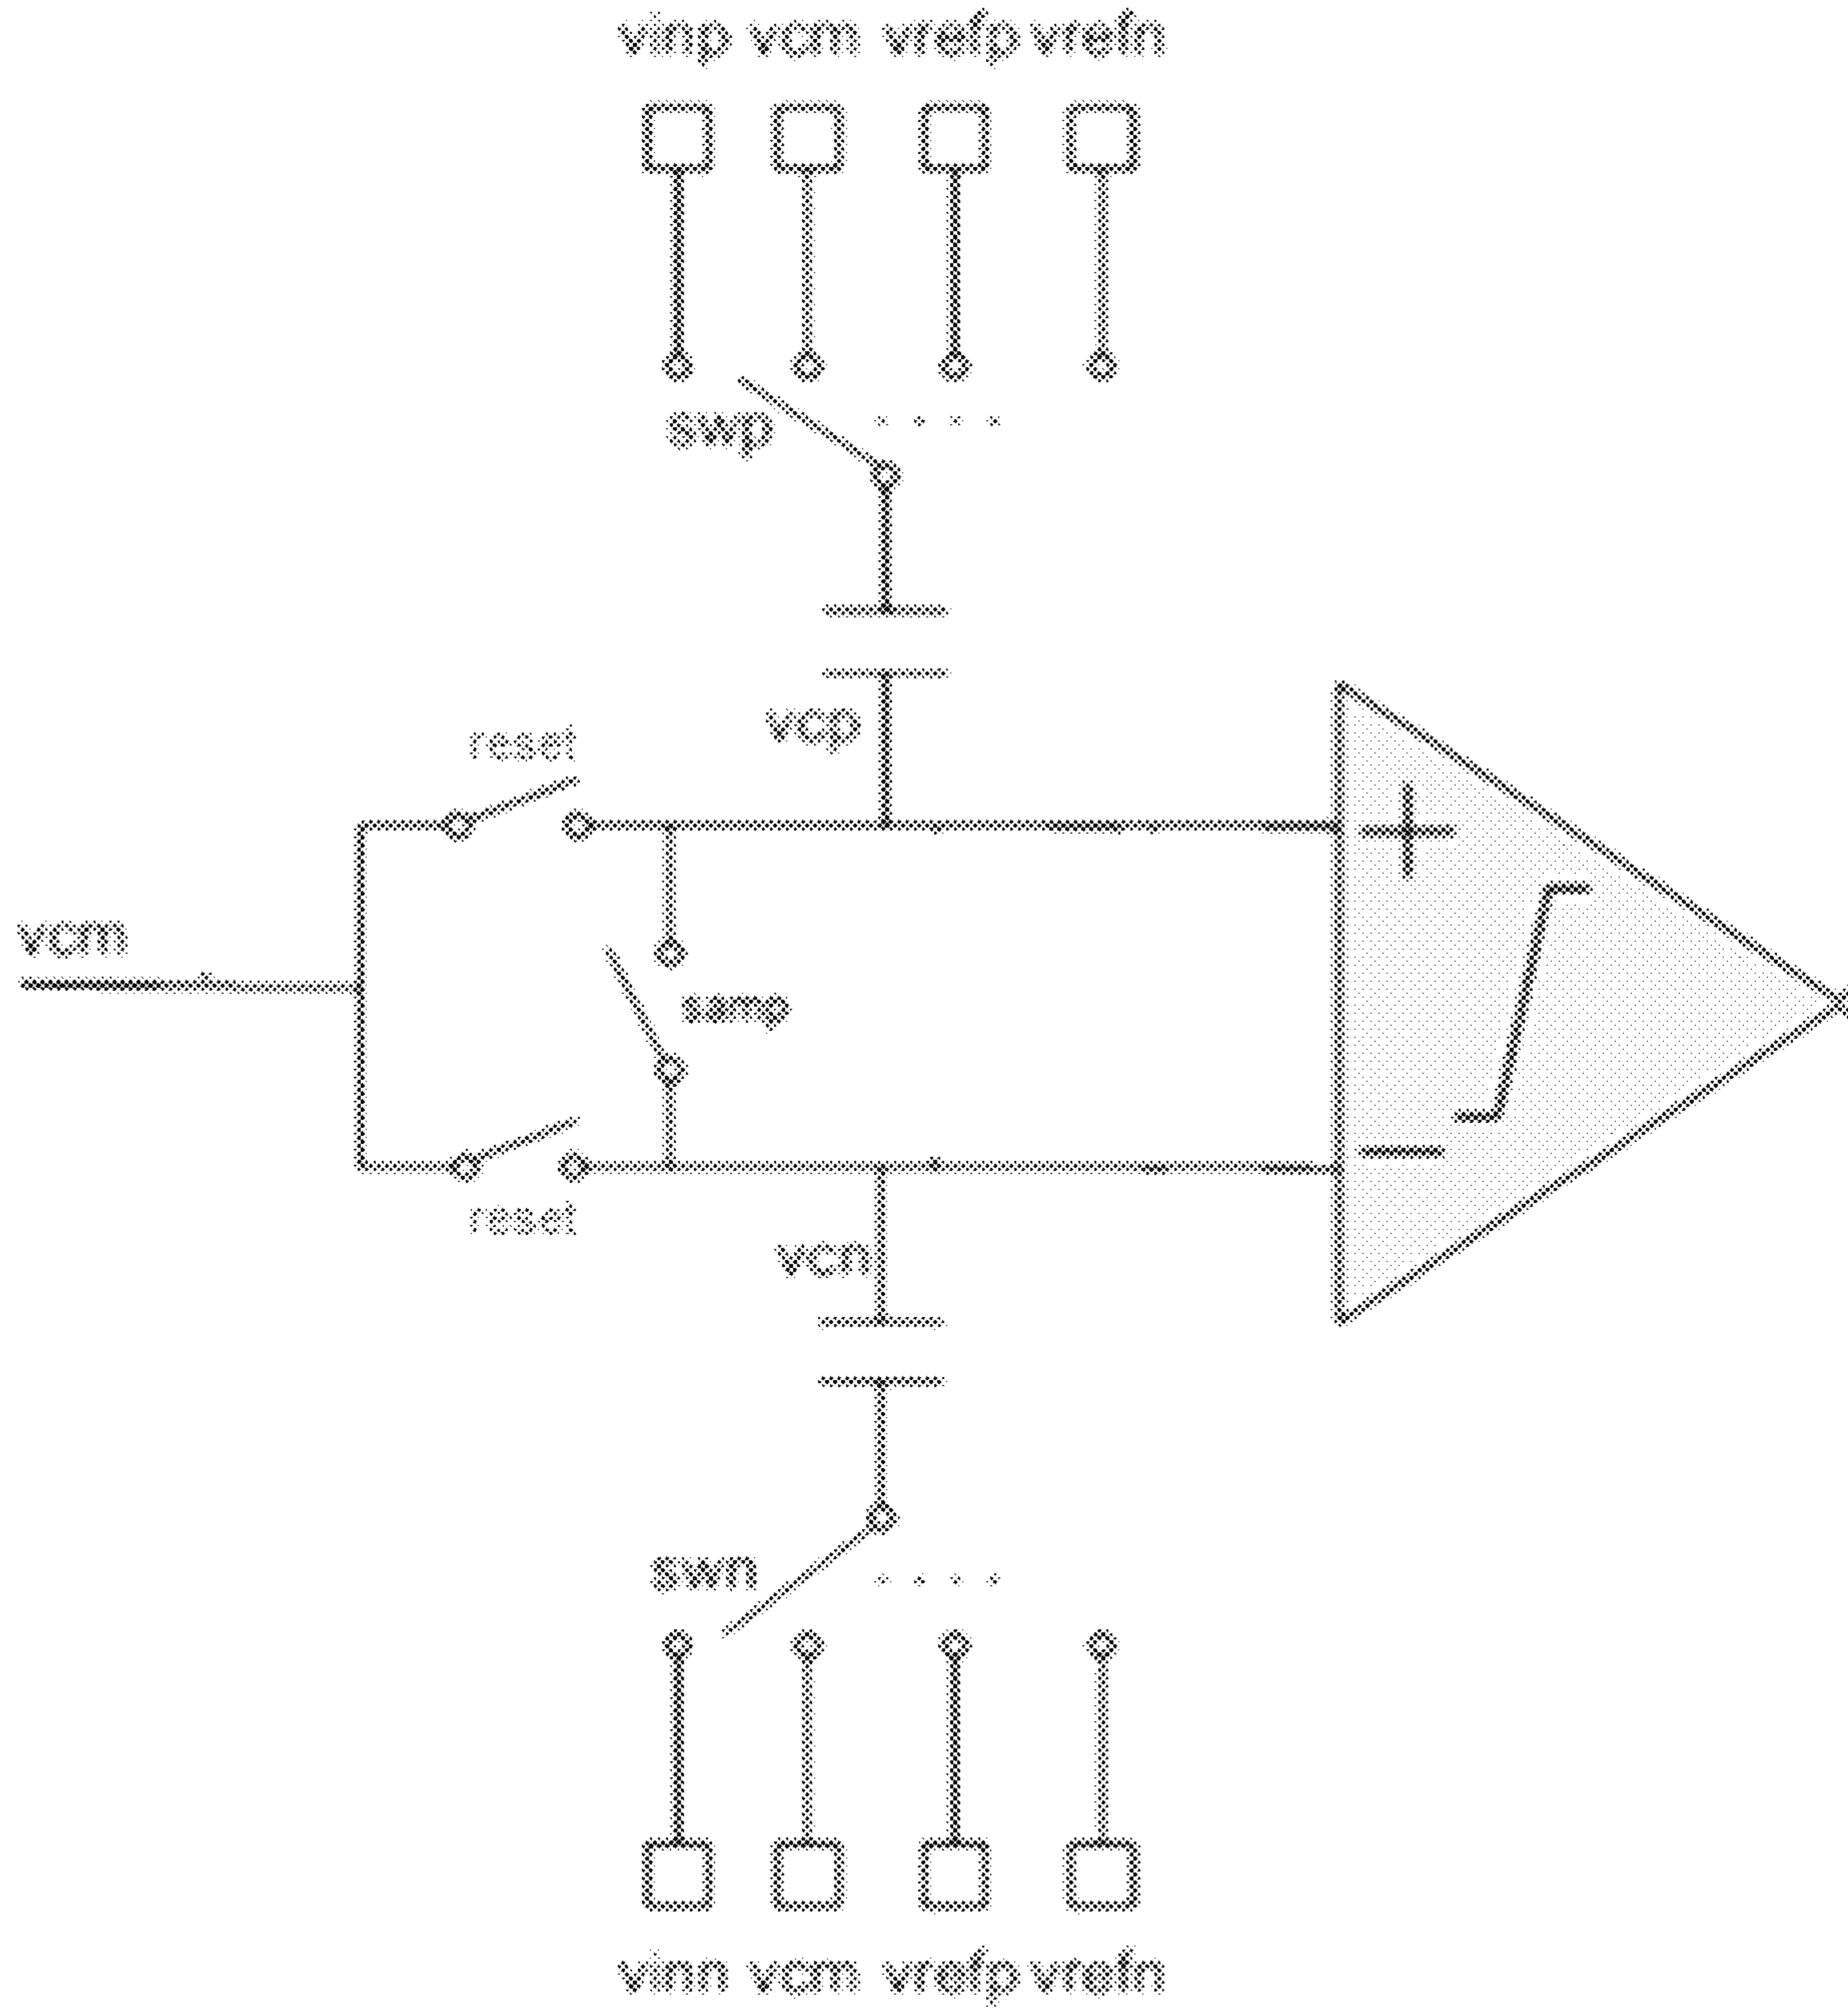 vinp vcm vrefp vrefn
swp
vcp
reset
vcm
samp
reset
vcn
swn
vinn vcm vrefp vrefn